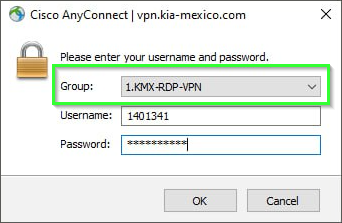 Cisco AnyConnect | vpn.kia-mexico.com
Please enter your username and password.
Group: 1.KMX-RDP-VPN
Username: 1401341
Password: **********
OK Cancel